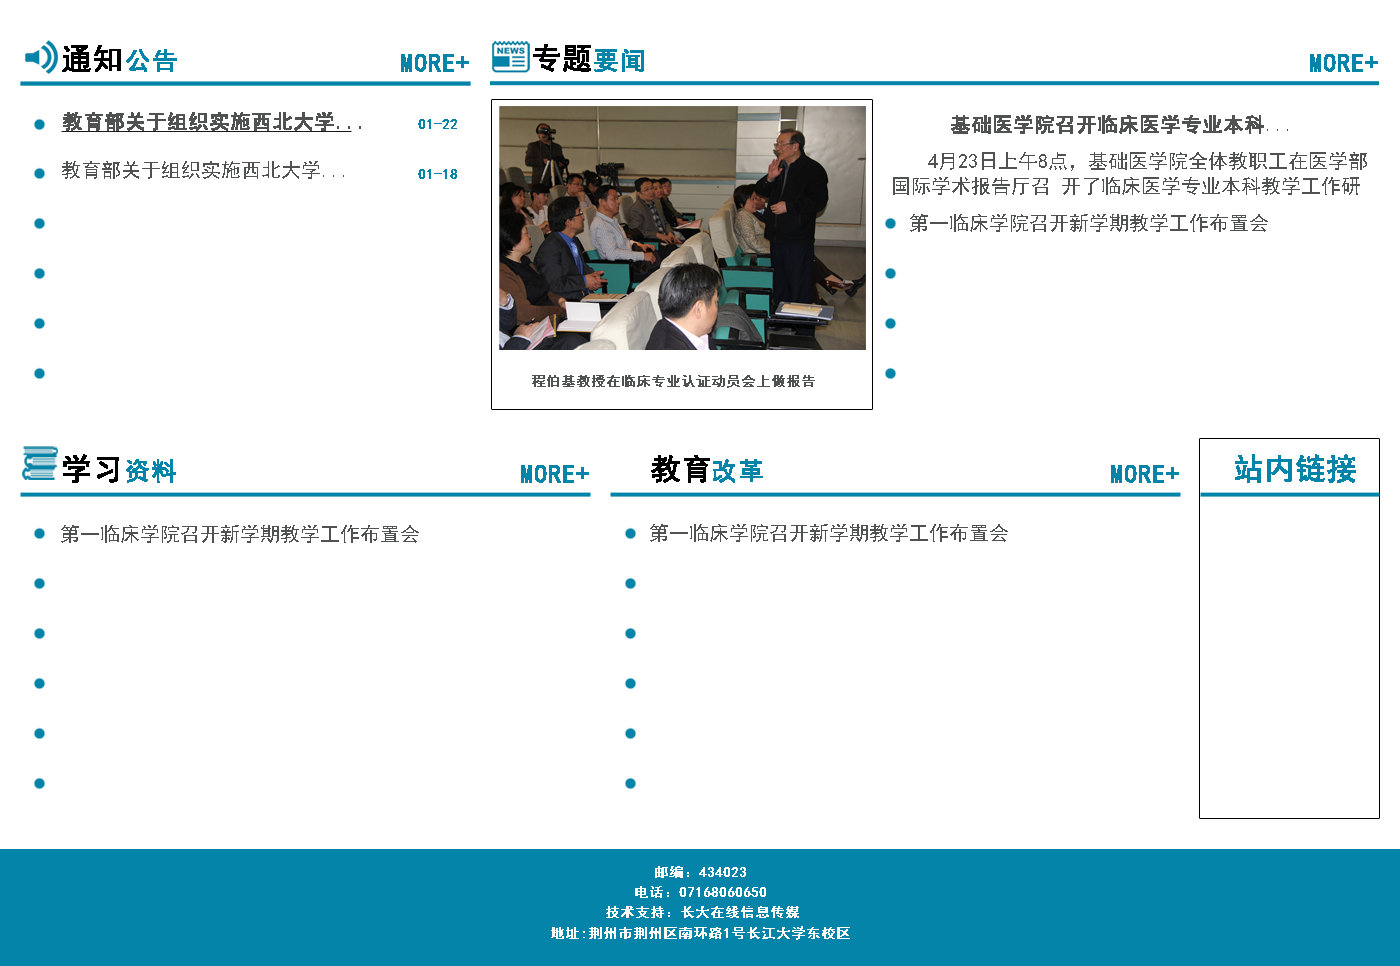 通知公告 MORE+
教育部关于组织实施西北大学... 01-22
教育部关于组织实施西北大学... 01-18
NEWS 专题要闻 MORE+
程伯基教授在临床专业认证动员会上做报告
基础医学院召开临床医学专业本科...
4月23日上午8点，基础医学院全体教职工在医学部
国际学术报告厅召 开了临床医学专业本科教学工作研
第一临床学院召开新学期教学工作布置会
学习资料 MORE+
第一临床学院召开新学期教学工作布置会
教育改革 MORE+
第一临床学院召开新学期教学工作布置会
站内链接
邮编：434023
电话：07168060650
技术支持：长大在线信息传媒
地址:荆州市荆州区南环路1号长江大学东校区